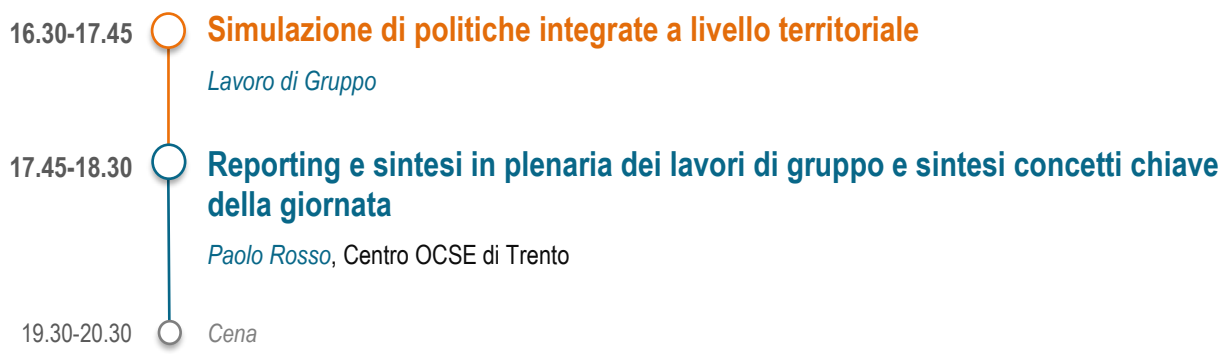 16.30-17.45 Simulazione di politiche integrate a livello territoriale
Lavoro di Gruppo
17.45-18.30 Reporting e sintesi in plenaria dei lavori di gruppo e sintesi concetti chiave
della giornata
Paolo Rosso, Centro OCSE di Trento
19.30-20.30 Cena